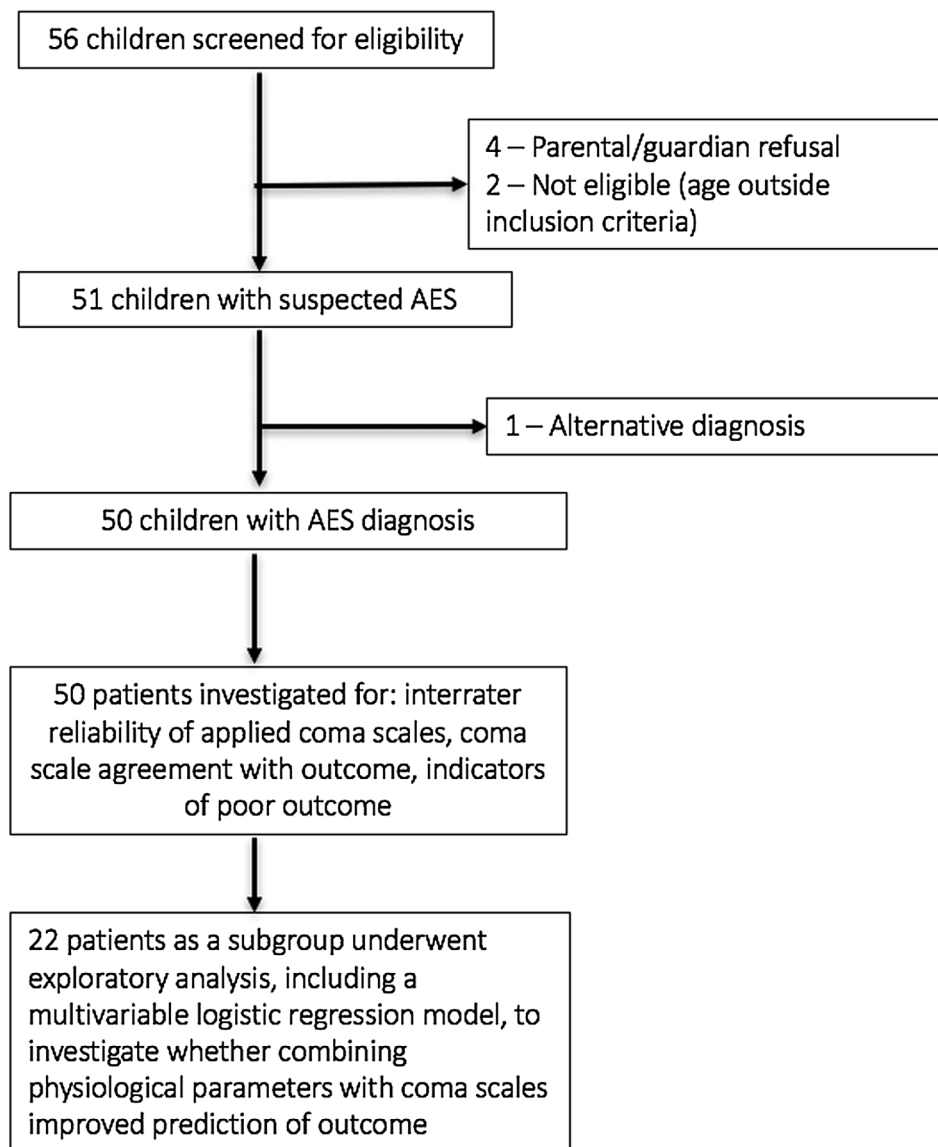 56 children screened for eligibility
4 – Parental/guardian refusal
2 – Not eligible (age outside
inclusion criteria)
51 children with suspected AES
1 – Alternative diagnosis
50 children with AES diagnosis
50 patients investigated for: interrater
reliability of applied coma scales, coma
scale agreement with outcome, indicators
of poor outcome
22 patients as a subgroup underwent
exploratory analysis, including a
multivariable logistic regression model, to
investigate whether combining
physiological parameters with coma scales
improved prediction of outcome